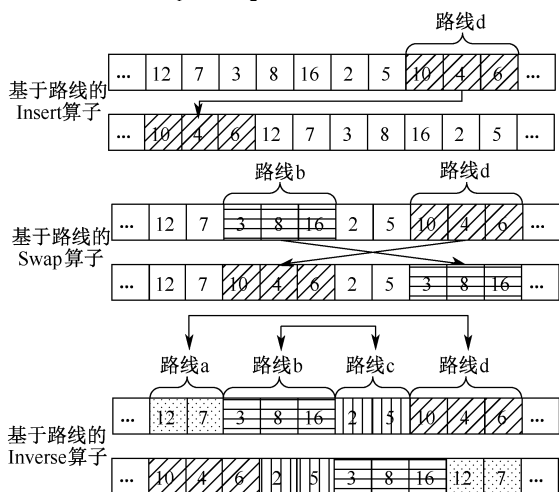 路线d
... 12 7 3 8 16 2 5 10 4 6 ...
基于路线的
Insert算子
... 10 4 6 12 7 3 8 16 2 5 ...
路线b 路线d
... 12 7 3 8 16 2 5 10 4 6 ...
基于路线的
Swap算子
... 12 7 10 4 6 2 5 3 8 16 ...
路线a 路线b 路线c 路线d
... 12 7 3 8 16 2 5 10 4 6 ...
基于路线的
Inverse算子
... 10 4 6 2 5 3 8 16 12 7 ...